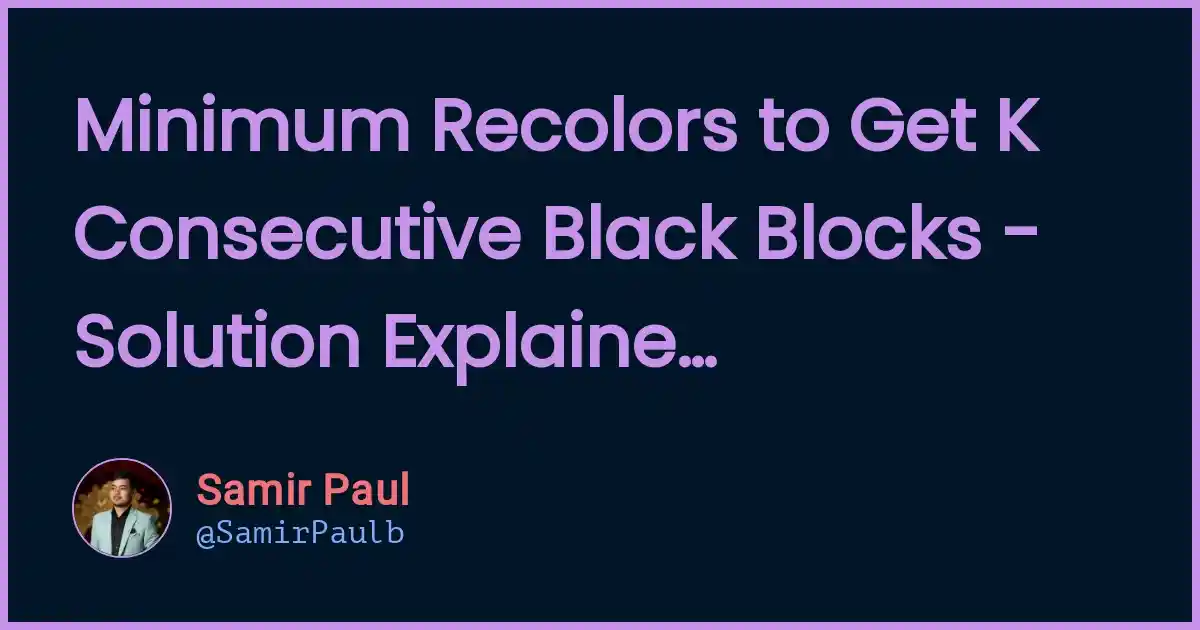 Minimum Recolors to Get K
Consecutive Black Blocks -
Solution Explaine...
Samir Paul
@SamirPaulb